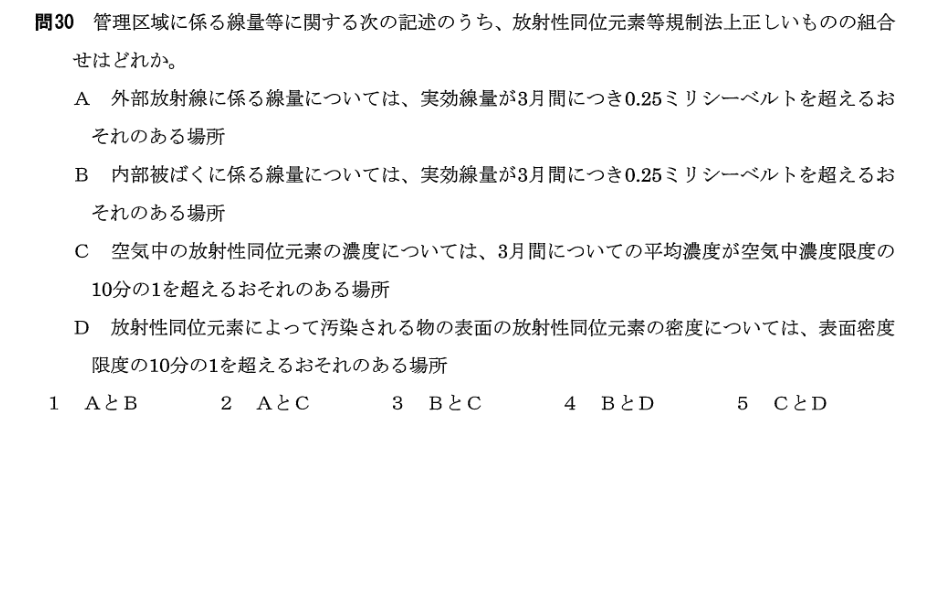 問30　管理区域に係る線量等に関する次の記述のうち、放射性同位元素等規制法上正しいものの組合
せはどれか。
A　外部放射線に係る線量については、実効線量が3月間につき0.25ミリシーベルトを超えるお
それのある場所
B　内部被ばくに係る線量については、実効線量が3月間につき0.25ミリシーベルトを超えるお
それのある場所
C　空気中の放射性同位元素の濃度については、3月間についての平均濃度が空気中濃度限度の
10分の1を超えるおそれのある場所
D　放射性同位元素によって汚染される物の表面の放射性同位元素の密度については、表面密度
限度の10分の1を超えるおそれのある場所
1　AとB　2　AとC　3　BとC　4　BとD　5　CとD